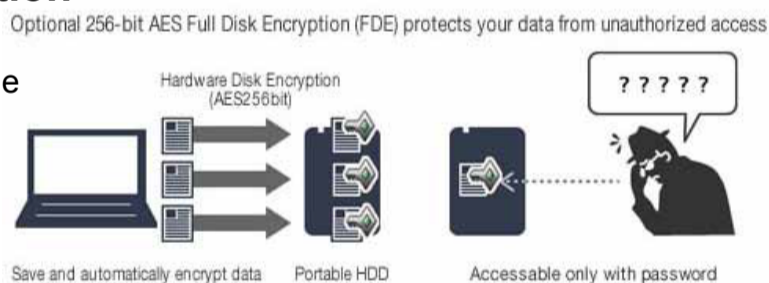 Optional 256-bit AES Full Disk Encryption (FDE) protects your data from unauthorized access
e
Hardware Disk Encryption
(AES256bit)
? ? ? ? ?
Save and automatically encrypt data
Portable HDD
Accessable only with password